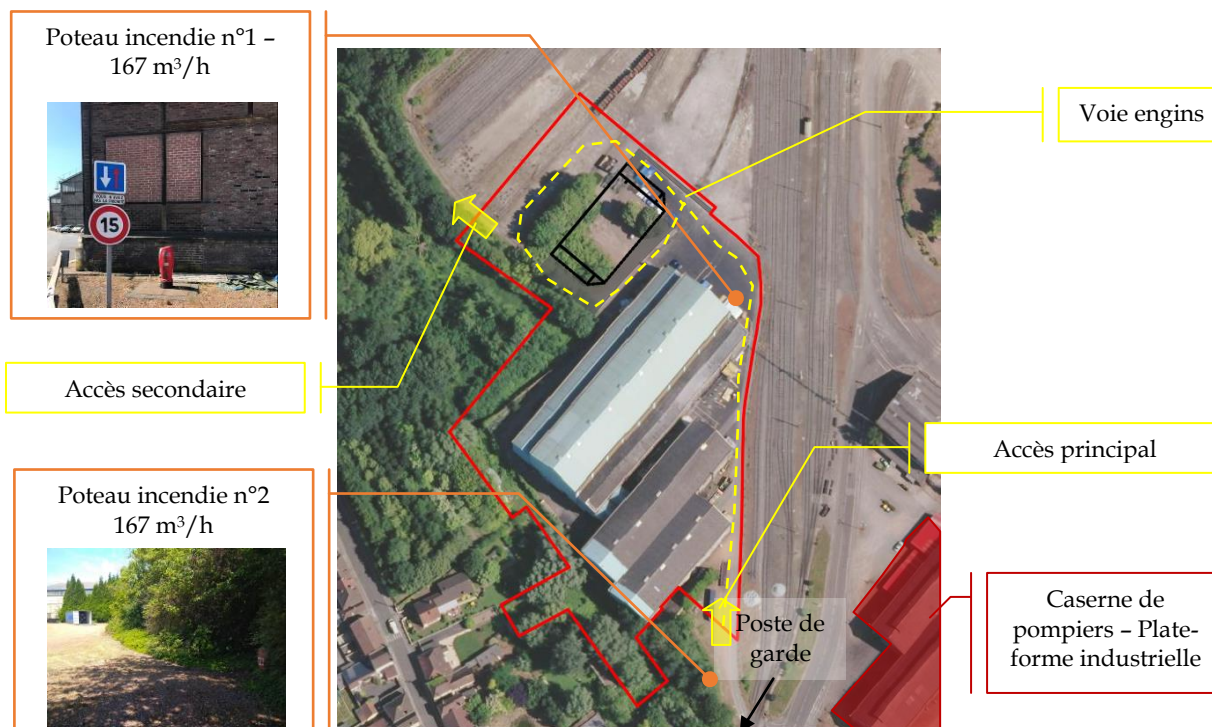 Poteau incendie n°1 –
167 m³/h
15
Voie engins
Accès secondaire
Accès principal
Poteau incendie n°2
167 m³/h
Poste de
garde
Caserne de
pompiers – Plate-
forme industrielle